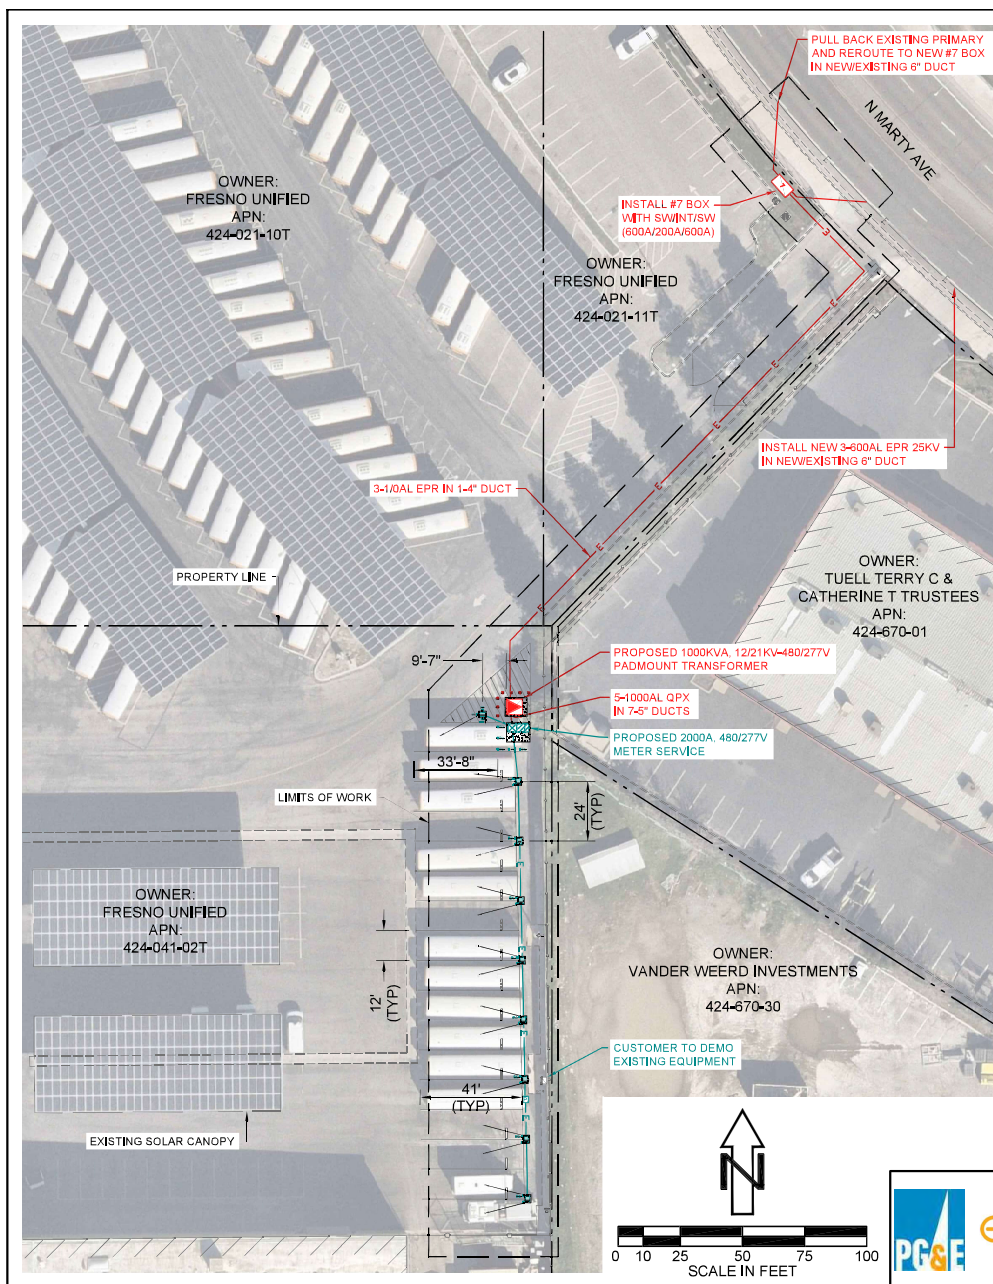 PULL BACK EXISTING PRIMARY
AND REROUTE TO NEW #7 BOX
IN NEW/EXISTING 6" DUCT
N MARTY AVE
OWNER:
FRESNO UNIFIED
APN:
424-021-10T
7
INSTALL #7 BOX
WITH SW/INT/SW
(600A/200A/600A)
3
OWNER:
FRESNO UNIFIED
APN:
424-021-11T
E
E
E
INSTALL NEW 3-600AL EPR 25KV
IN NEW/EXISTING 6" DUCT
3-1/0AL EPR IN 1-4" DUCT
E
E
E
OWNER:
TUELL TERRY C &
CATHERINE T TRUSTEES
APN:
424-670-01
PROPERTY LINE
9'-7"
PROPOSED 1000KVA, 12/21KV-480/277V
PADMOUNT TRANSFORMER
5-1000AL QPX
IN 7-5" DUCTS
PROPOSED 2000A, 480/277V
METER SERVICE
33'-8"
LIMITS OF WORK
24'
(TYP)
E
OWNER:
FRESNO UNIFIED
APN:
424-041-02T
E
OWNER:
VANDER WEERD INVESTMENTS
APN:
424-670-30
12'
(TYP)
E
CUSTOMER TO DEMO
EXISTING EQUIPMENT
41'
(TYP)
E
EXISTING SOLAR CANOPY
N
0 10 25 50 75 100
SCALE IN FEET
PG&E